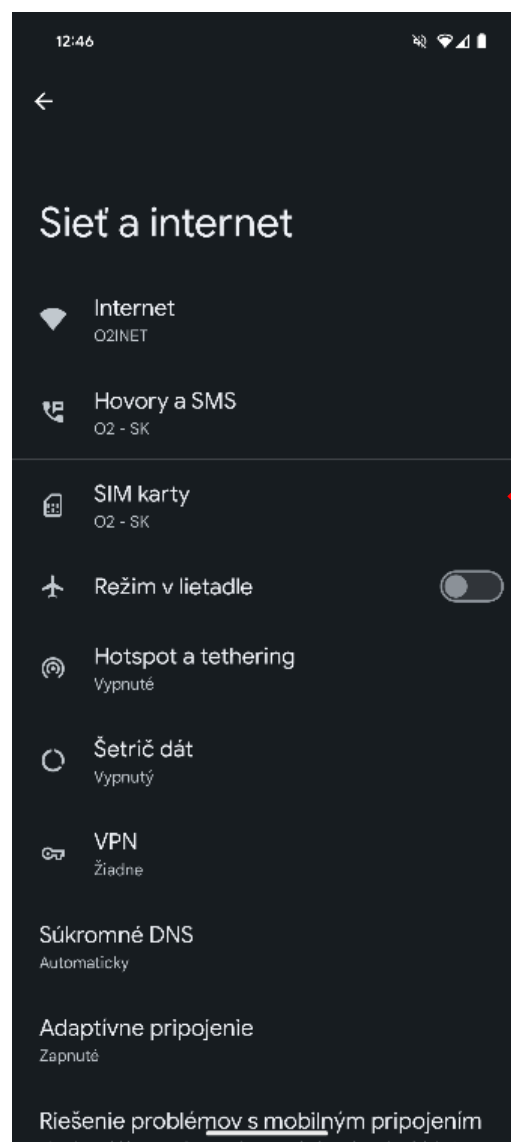 12:46
Sieť a internet
Internet
O2INET
Hovory a SMS
O2 - SK
SIM karty
O2 - SK
Režim v lietadle
Hotspot a tethering
Vypnuté
Šetrič dát
Vypnutý
VPN
Žiadne
Súkromné DNS
Automaticky
Adaptívne pripojenie
Zapnuté
Riešenie problémov s mobilným pripojením